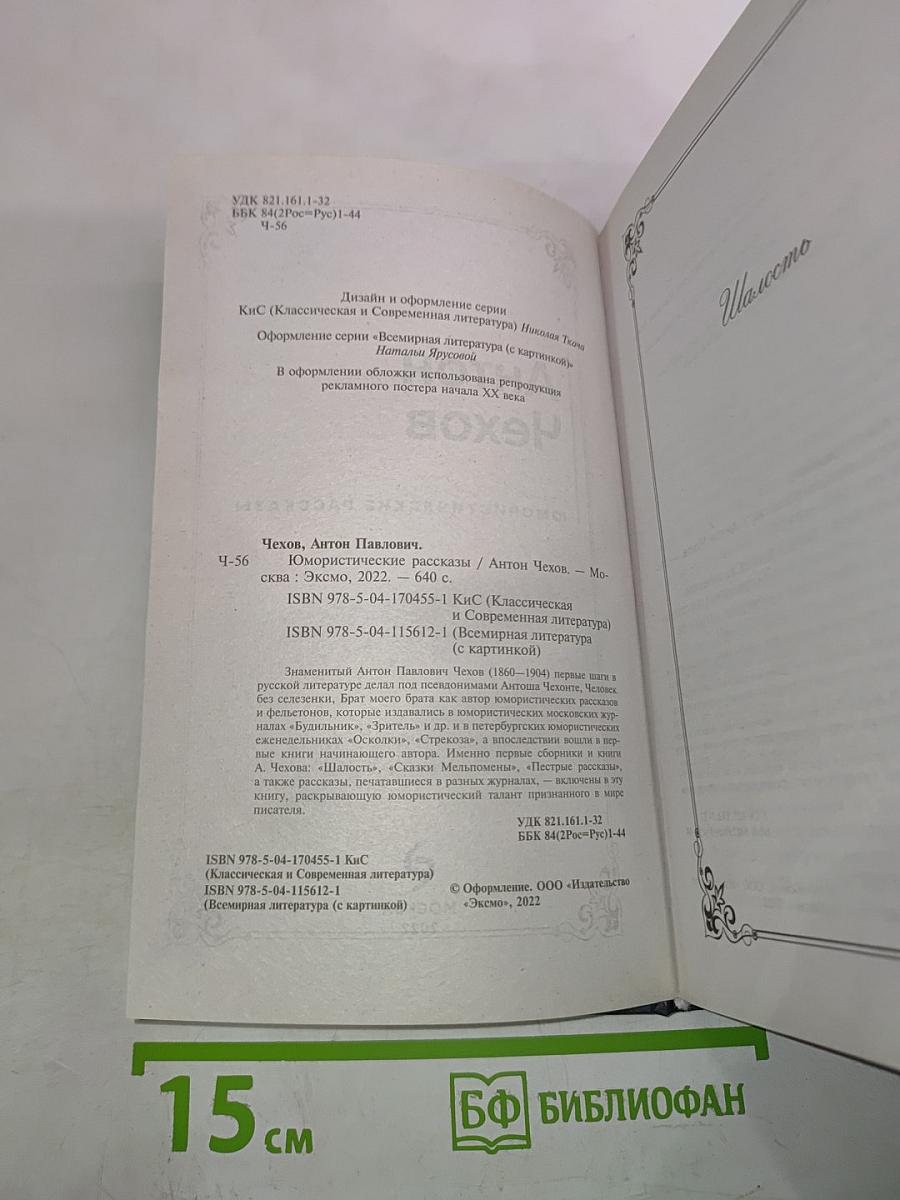 УДК 821.161.1-32
ББК 84(2Рос=Рус)1-44
Ч-56
Дизайн и оформление серии
КиС (Классическая и Современная литература) Николая Ткача
Оформление серии «Всемирная литература (с картинкой)»
Натальи Ярусовой
В оформлении обложки использована репродукция
рекламного постера начала XX века
Чехов, Антон Павлович.
Ч-56 Юмористические рассказы / Антон Чехов. — Мо-
сква : Эксмо, 2022. — 640 с.
ISBN 978-5-04-170455-1 КиС (Классическая
и Современная литература)
ISBN 978-5-04-115612-1 (Всемирная литература
(с картинкой)
Знаменитый Антон Павлович Чехов (1860—1904) первые шаги в
русской литературе делал под псевдонимами Антоша Чехонте, Человек
без селезенки, Брат моего брата как автор юмористических рассказов
и фельетонов, которые издавались в юмористических московских жур-
налах «Будильник», «Зритель» и др. и в петербургских юмористических
еженедельниках «Осколки», «Стрекоза», а впоследствии вошли в пер-
вые книги начинающего автора. Именно первые сборники и книги
А. Чехова: «Шалость», «Сказки Мельпомены», «Пестрые рассказы»,
а также рассказы, печатавшиеся в разных журналах, — включены в эту
книгу, раскрывающую юмористический талант признанного в мире
писателя.
УДК 821.161.1-32
ББК 84(2Рос=Рус)1-44
ISBN 978-5-04-170455-1 КиС
(Классическая и Современная литература)
ISBN 978-5-04-115612-1
(Всемирная литература (с картинкой)
© Оформление. ООО «Издательство
«Эксмо», 2022
Шалость
15 см
БФ БИБЛИОФАН